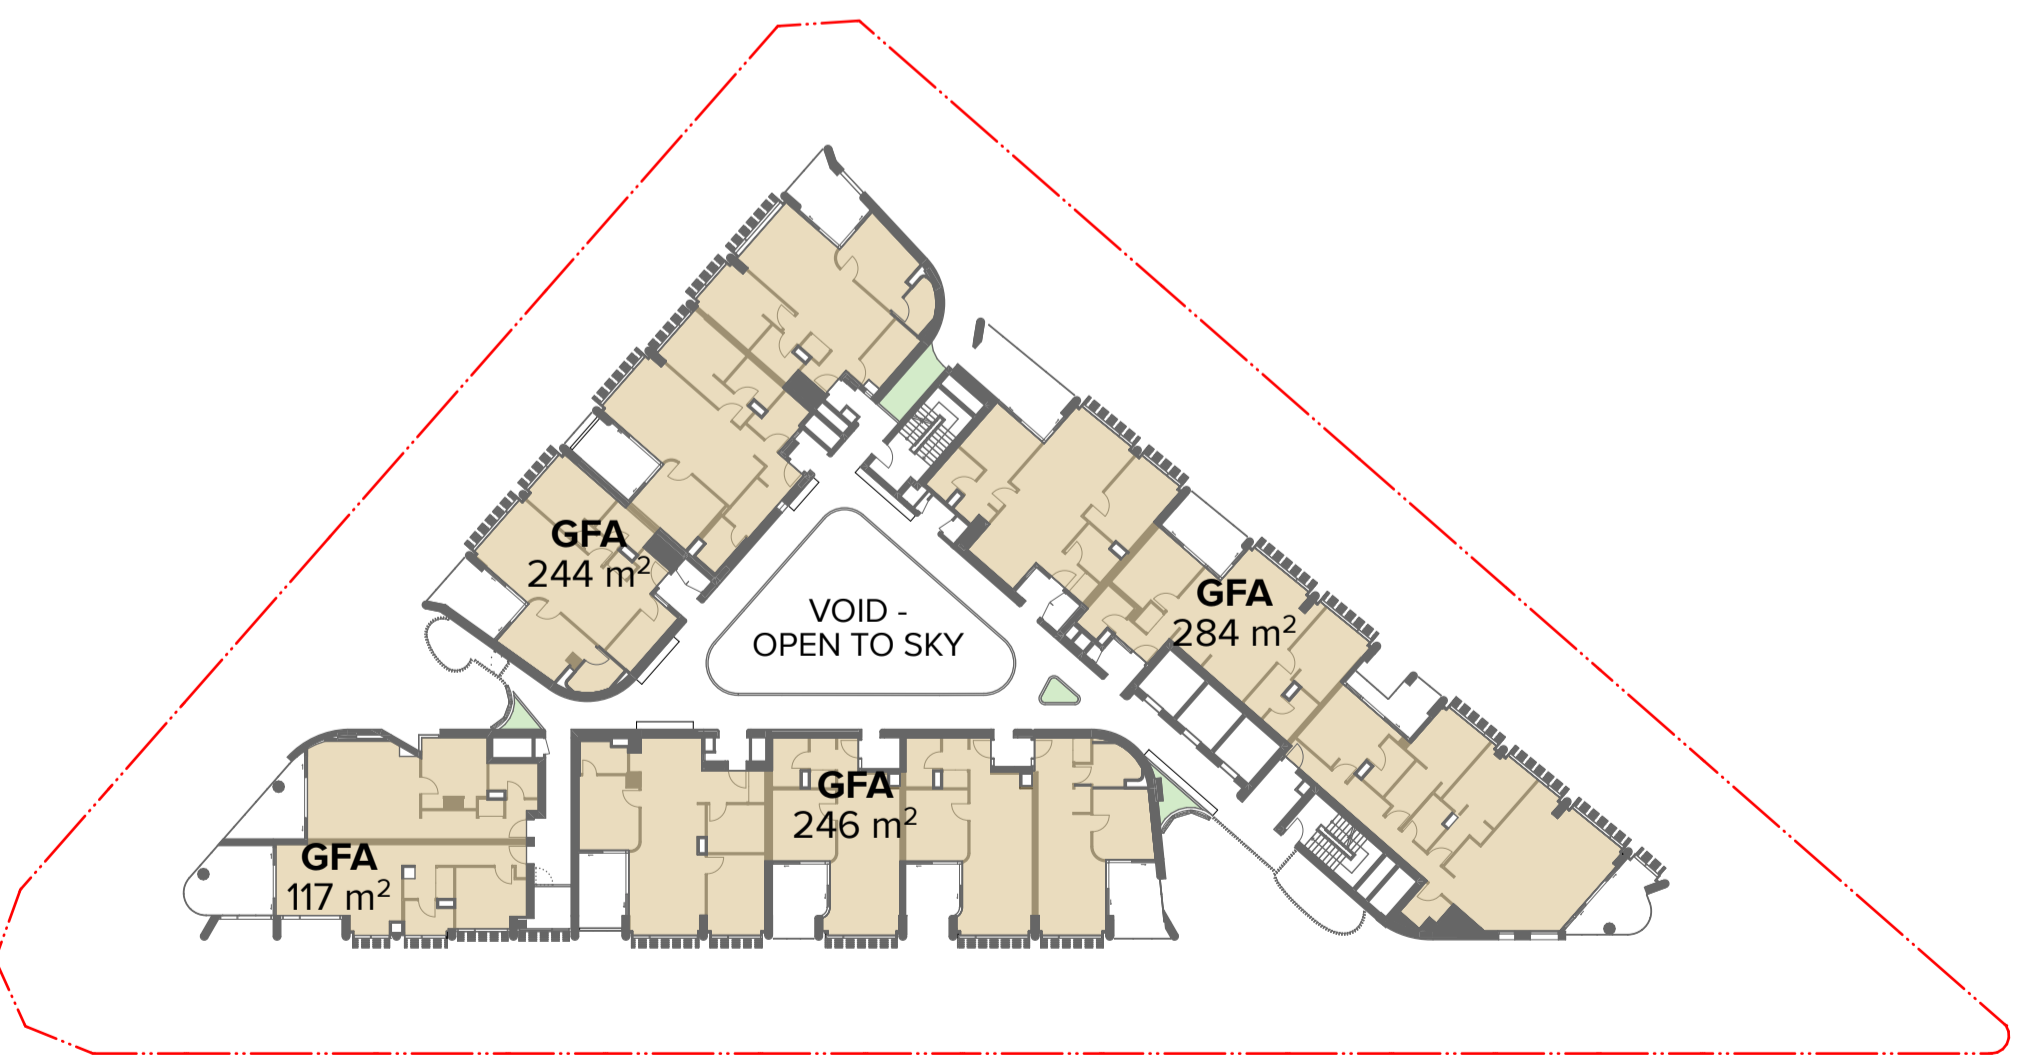 GFA
244 m²
VOID -
OPEN TO SKY
GFA
284 m²
GFA
117 m²
GFA
246 m²